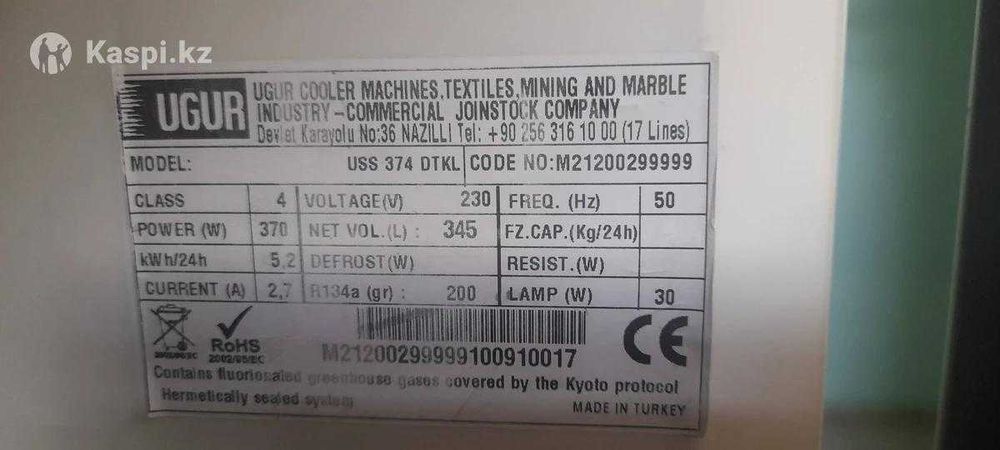 Kaspi.kz
UGUR
UGUR COOLER MACHINES,TEXTILES,MINING AND MARBLE
INDUSTRY-COMMERCIAL JOINSTOCK COMPANY
Devlet Karayolu No:36 NAZILLI Tel: +90 256 316 10 00 (17 Lines)
MODEL: USS 374 DTKL CODE NO:M21200299999
CLASS 4 VOLTAGE(V) 230 FREQ. (Hz) 50
POWER (W) 370 NET VOL.(L) : 345 FZ.CAP.(Kg/24h)
kWh/24h 5,2 DEFROST(W) RESIST.(W)
CURRENT (A) 2,7 R134a (gr) : 200 LAMP (W) 30
RoHS
2002/95/EC
M21200299999100910017
CE
Contains fluorionated greenhouse gases covered by the Kyoto protocol
Hermetically sealed system
MADE IN TURKEY